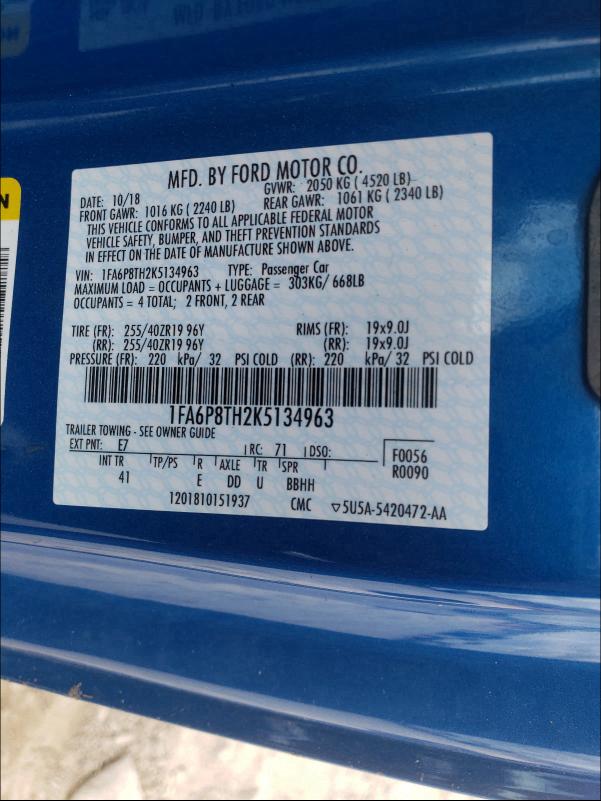 MFD. BY FORD MOTOR CO.
DATE: 10/18 GVWR: 2050 KG ( 4520 LB)
FRONT GAWR: 1016 KG ( 2240 LB) REAR GAWR: 1061 KG ( 2340 LB)
THIS VEHICLE CONFORMS TO ALL APPLICABLE FEDERAL MOTOR
VEHICLE SAFETY, BUMPER, AND THEFT PREVENTION STANDARDS
IN EFFECT ON THE DATE OF MANUFACTURE SHOWN ABOVE.
VIN: 1FA6P8TH2K5134963 TYPE: Passenger Car
MAXIMUM LOAD = OCCUPANTS + LUGGAGE = 303KG/ 668LB
OCCUPANTS = 4 TOTAL; 2 FRONT, 2 REAR
TIRE (FR): 255/40ZR19 96Y RIMS (FR): 19x9.0J
(RR): 255/40ZR19 96Y (RR): 19x9.0J
PRESSURE (FR): 220 kPa/ 32 PSI COLD (RR): 220 kPa/ 32 PSI COLD
1FA6P8TH2K5134963
TRAILER TOWING - SEE OWNER GUIDE
EXT PNT: E7 RC: 71 DSO: F0056
INT TR TP/PS R AXLE TR SPR R0090
41 E DD U BBHH
1201810151937 CMC ▽5U5A-5420472-AA
N